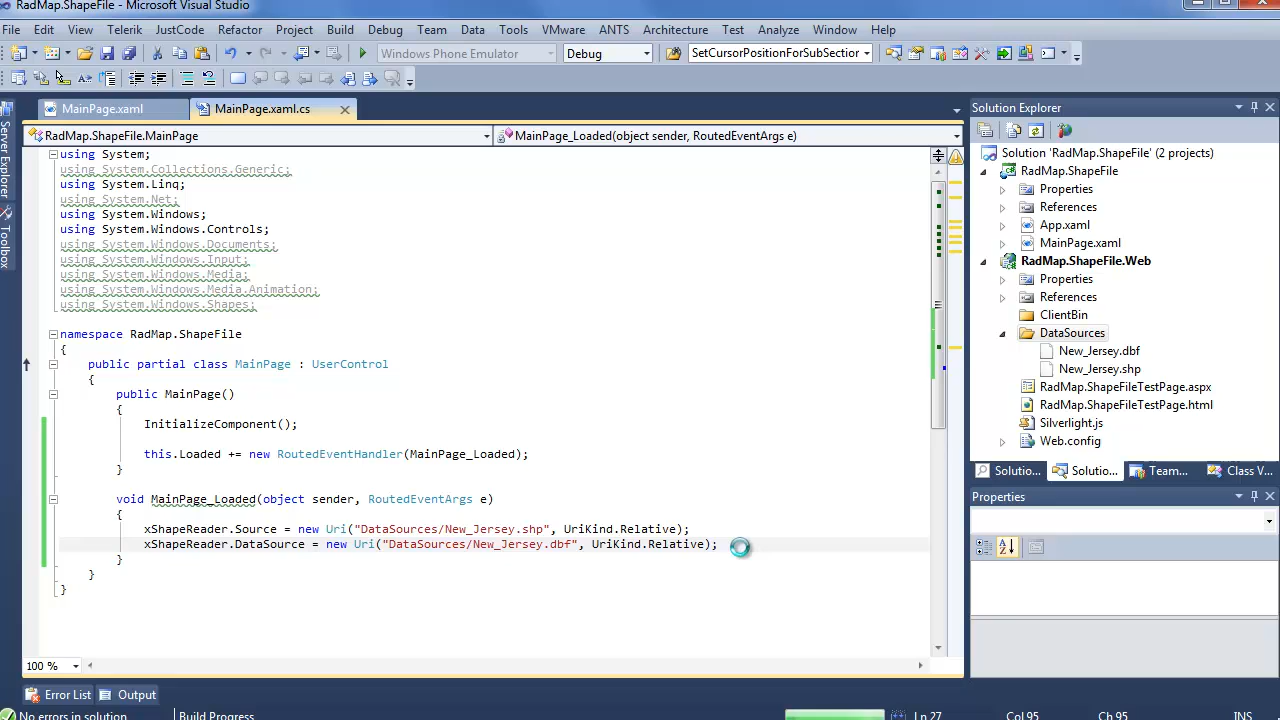 RadMap.ShapeFile - Microsoft Visual Studio
File Edit View Telerik JustCode Refactor Project Build Debug Team Data Tools VMware ANTS Architecture Test Analyze Window Help
Windows Phone Emulator Debug SetCursorPositionForSubSection
MainPage.xaml MainPage.xaml.cs
RadMap.ShapeFile.MainPage MainPage_Loaded(object sender, RoutedEventArgs e)
using System;
using System.Collections.Generic;
using System.Linq;
using System.Net;
using System.Windows;
using System.Windows.Controls;
using System.Windows.Documents;
using System.Windows.Input;
using System.Windows.Media;
using System.Windows.Media.Animation;
using System.Windows.Shapes;
namespace RadMap.ShapeFile
{
public partial class MainPage : UserControl
{
public MainPage()
{
InitializeComponent();
this.Loaded += new RoutedEventHandler(MainPage_Loaded);
}
void MainPage_Loaded(object sender, RoutedEventArgs e)
{
xShapeReader.Source = new Uri("DataSources/New_Jersey.shp", UriKind.Relative);
xShapeReader.DataSource = new Uri("DataSources/New_Jersey.dbf", UriKind.Relative);
}
}
}
100 %
Server Explorer
Toolbox
Solution Explorer
Solution 'RadMap.ShapeFile' (2 projects)
RadMap.ShapeFile
Properties
References
App.xaml
MainPage.xaml
RadMap.ShapeFile.Web
Properties
References
ClientBin
DataSources
New_Jersey.dbf
New_Jersey.shp
RadMap.ShapeFileTestPage.aspx
RadMap.ShapeFileTestPage.html
Silverlight.js
Web.config
Solutio... Solutio... Team... Class V...
Properties
Error List Output
No errors in solution Build Progress Ln 27 Col 95 Ch 95 INS